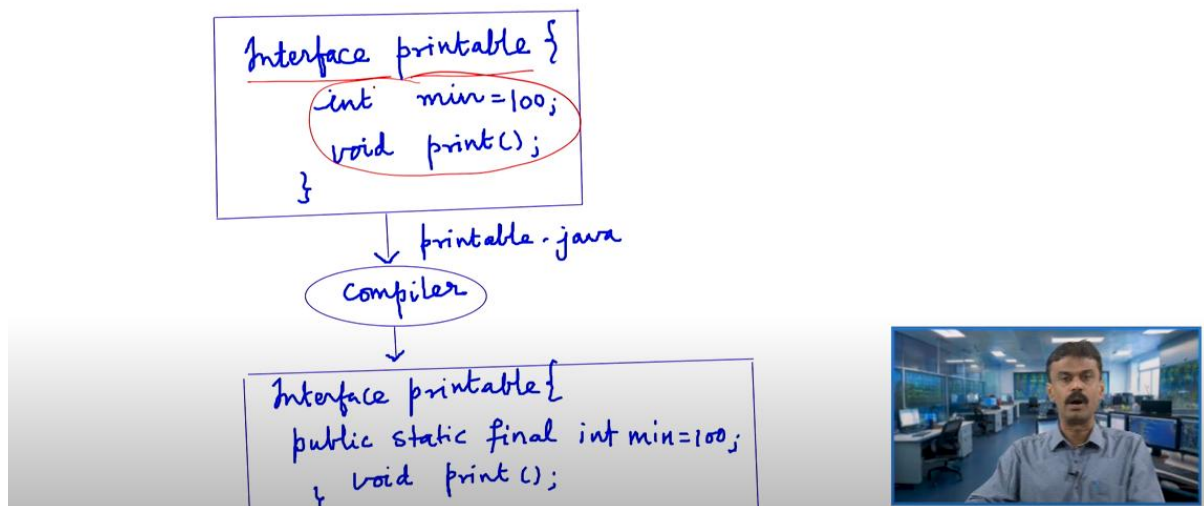 Interface printable {
int min=100;
void print();
}
printable.java
Compiler
Interface printable {
public static final int min=100;
void print();
}